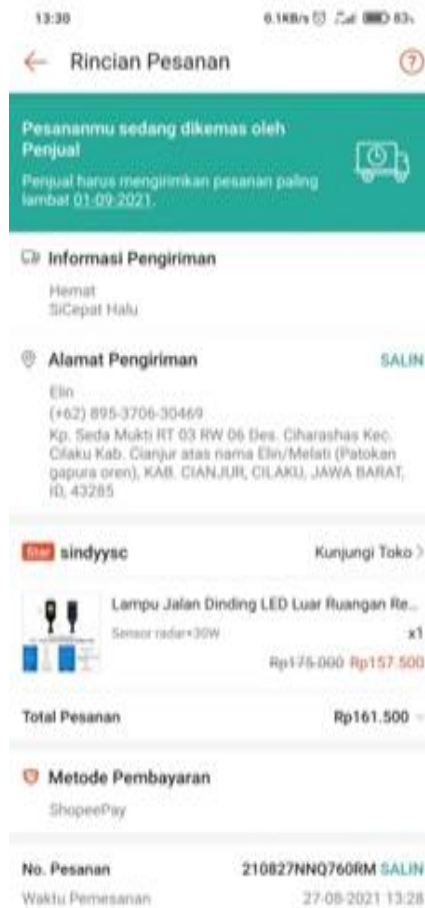 13:30 0.1KB/s 83%
Rincian Pesanan
Pesananmu sedang dikemas oleh
Penjual
Penjual harus mengirimkan pesanan paling
lambat 01-09-2021.
Informasi Pengiriman
Hemat
SiCepat Halu
Alamat Pengiriman SALIN
Elin
(+62) 895-3706-30469
Kp. Seda Mukti RT 03 RW 06 Des. Ciharashas Kec.
Cilaku Kab. Cianjur atas nama Elin/Melati (Patokan
gapura oren), KAB. CIANJUR, CILAKU, JAWA BARAT,
ID, 43285
Star sindyysc Kunjungi Toko >
Lampu Jalan Dinding LED Luar Ruangan Re...
Sensor radar+30W x1
Rp175.000 Rp157.500
Total Pesanan Rp161.500
Metode Pembayaran
ShopeePay
No. Pesanan 210827NNQ760RM SALIN
Waktu Pemesanan 27-08-2021 13:28